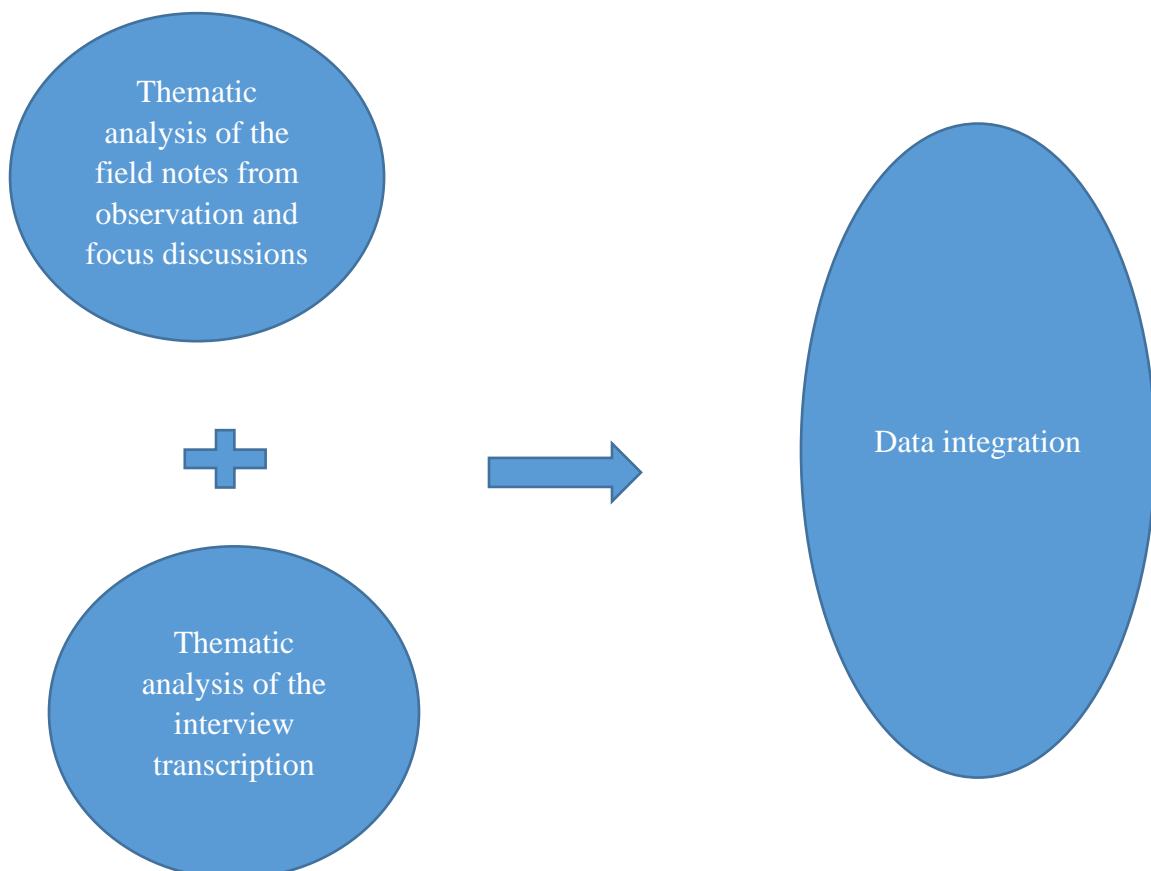 Thematic
analysis of the
field notes from
observation and
focus discussions
Thematic
analysis of the
interview
transcription
Data integration